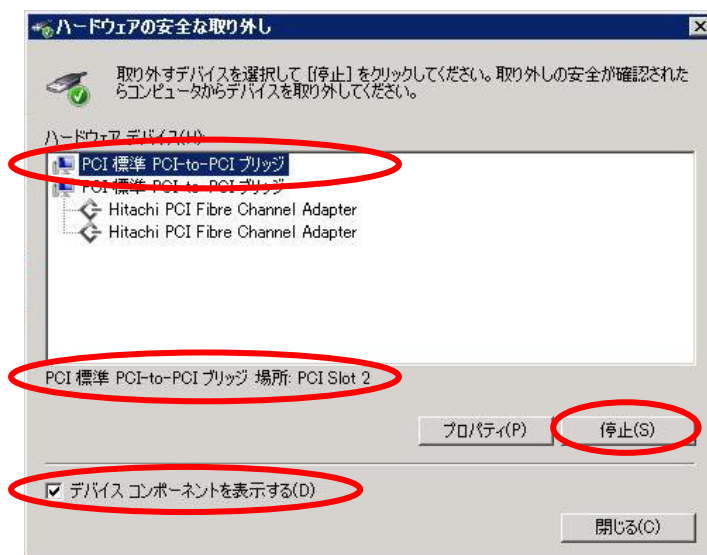 ハードウェアの安全な取り外し
取り外すデバイスを選択して [停止] をクリックしてください。取り外しの安全が確認された
らコンピュータからデバイスを取り外してください。
ハードウェア デバイス(H):
PCI 標準 PCI-to-PCI ブリッジ
PCI 標準 PCI-to-PCI ブリッジ
Hitachi PCI Fibre Channel Adapter
Hitachi PCI Fibre Channel Adapter
PCI 標準 PCI-to-PCI ブリッジ 場所: PCI Slot 2
プロパティ(P)
停止(S)
デバイス コンポーネントを表示する(D)
閉じる(C)